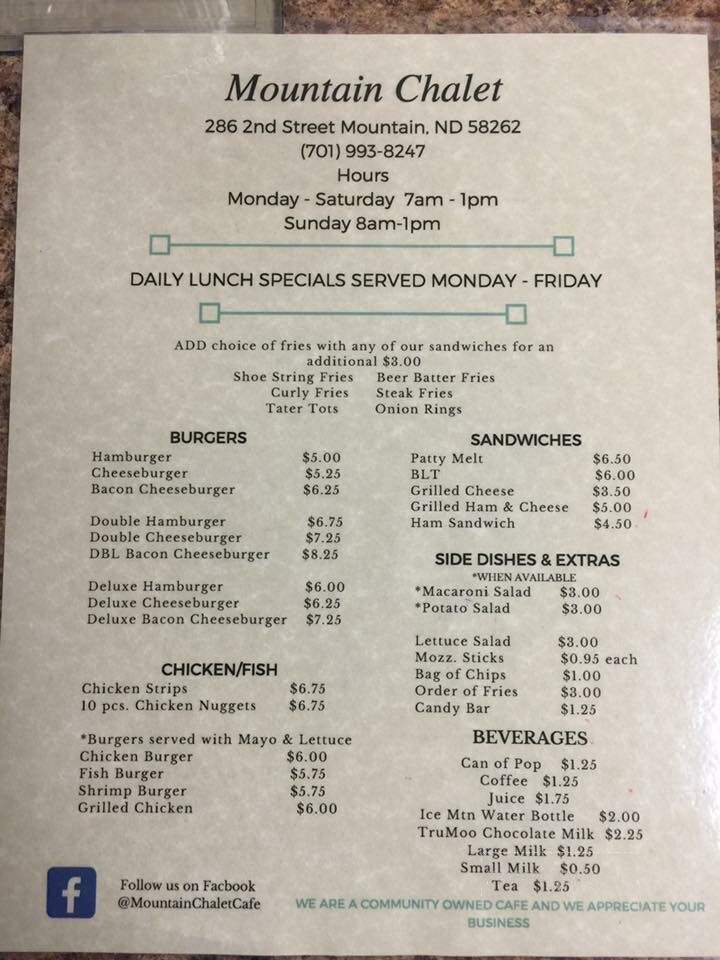 Mountain Chalet
286 2nd Street Mountain, ND 58262
(701) 993-8247
Hours
Monday - Saturday 7am - 1pm
Sunday 8am-1pm
DAILY LUNCH SPECIALS SERVED MONDAY - FRIDAY
ADD choice of fries with any of our sandwiches for an
additional $3.00
Shoe String Fries Beer Batter Fries
Curly Fries Steak Fries
Tater Tots Onion Rings
BURGERS
Hamburger $5.00
Cheeseburger $5.25
Bacon Cheeseburger $6.25
Double Hamburger $6.75
Double Cheeseburger $7.25
DBL Bacon Cheeseburger $8.25
Deluxe Hamburger $6.00
Deluxe Cheeseburger $6.25
Deluxe Bacon Cheeseburger $7.25
CHICKEN/FISH
Chicken Strips $6.75
10 pcs. Chicken Nuggets $6.75
*Burgers served with Mayo & Lettuce
Chicken Burger $6.00
Fish Burger $5.75
Shrimp Burger $5.75
Grilled Chicken $6.00
SANDWICHES
Patty Melt $6.50
BLT $6.00
Grilled Cheese $3.50
Grilled Ham & Cheese $5.00
Ham Sandwich $4.50
SIDE DISHES & EXTRAS
*WHEN AVAILABLE
*Macaroni Salad $3.00
*Potato Salad $3.00
Lettuce Salad $3.00
Mozz. Sticks $0.95 each
Bag of Chips $1.00
Order of Fries $3.00
Candy Bar $1.25
BEVERAGES
Can of Pop $1.25
Coffee $1.25
Juice $1.75
Ice Mtn Water Bottle $2.00
TruMoo Chocolate Milk $2.25
Large Milk $1.25
Small Milk $0.50
Tea $1.25
f
Follow us on Facbook
@MountainChaletCafe
WE ARE A COMMUNITY OWNED CAFE AND WE APPRECIATE YOUR
BUSINESS